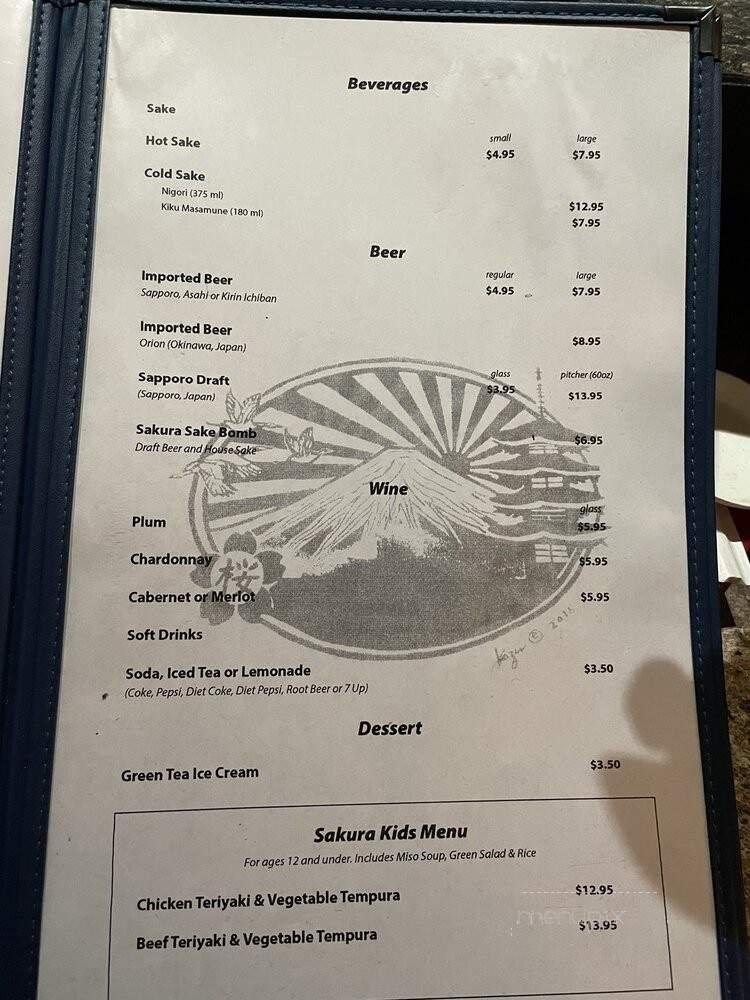 Beverages
Sake
small large
Hot Sake $4.95 $7.95
Cold Sake
Nigori (375 ml) $12.95
Kiku Masamune (180 ml) $7.95
Beer
regular large
Imported Beer $4.95 $7.95
Sapporo, Asahi or Kirin Ichiban
Imported Beer $8.95
Orion (Okinawa, Japan)
glass pitcher (60oz)
Sapporo Draft $3.95 $13.95
(Sapporo, Japan)
Sakura Sake Bomb $6.95
Draft Beer and House Sake
Wine
glass
Plum $5.95
Chardonnay $5.95
桜
Cabernet or Merlot $5.95
Soft Drinks
© 2011
Soda, Iced Tea or Lemonade $3.50
(Coke, Pepsi, Diet Coke, Diet Pepsi, Root Beer or 7 Up)
Dessert
Green Tea Ice Cream $3.50
Sakura Kids Menu
For ages 12 and under. Includes Miso Soup, Green Salad & Rice
Chicken Teriyaki & Vegetable Tempura $12.95
menupix
Beef Teriyaki & Vegetable Tempura $13.95